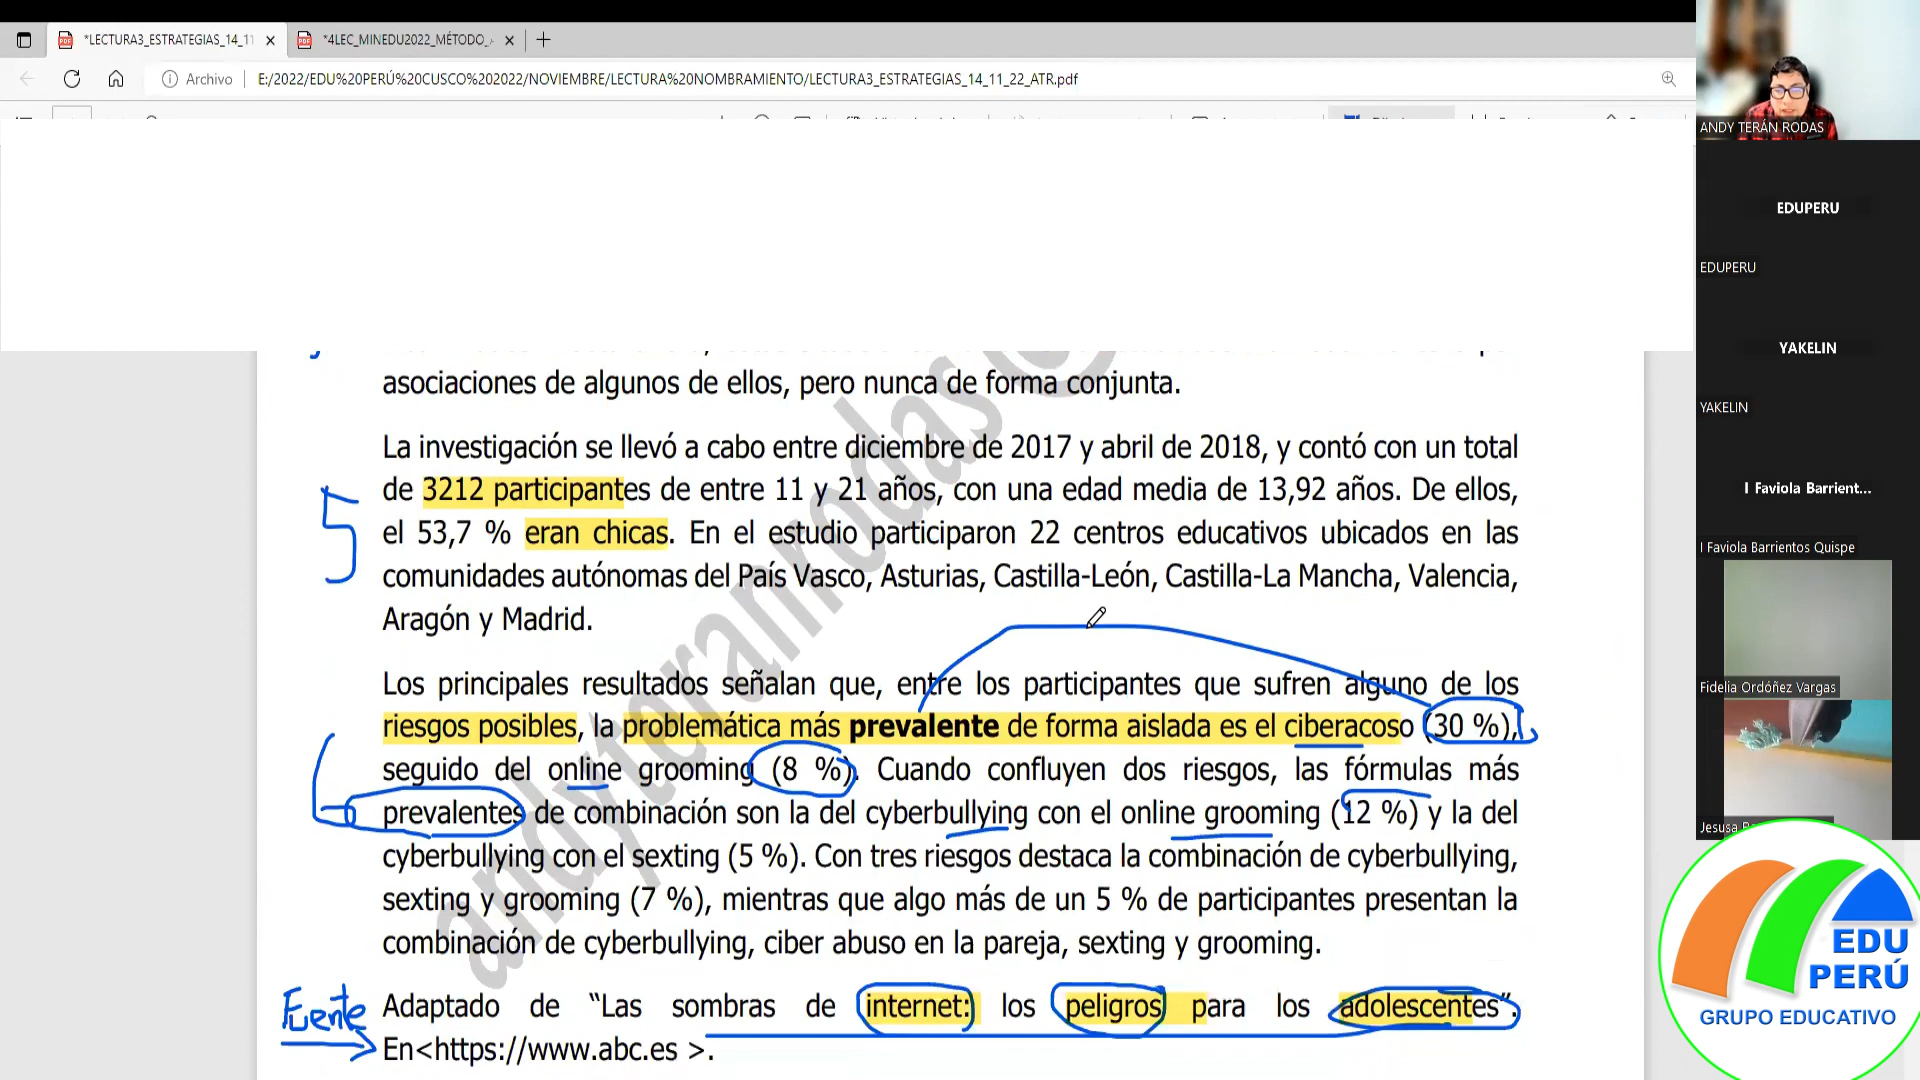 *LECTURA3_ESTRATEGIAS_14_11
*4LEC_MINEDU2022_MÉTODO_
Archivo
E:/2022/EDU%20PERÚ%20CUSCO%202022/NOVIEMBRE/LECTURA%20NOMBRAMIENTO/LECTURA3_ESTRATEGIAS_14_11_22_ATR.pdf
asociaciones de algunos de ellos, pero nunca de forma conjunta.
5
La investigación se llevó a cabo entre diciembre de 2017 y abril de 2018, y contó con un total
de 3212 participantes de entre 11 y 21 años, con una edad media de 13,92 años. De ellos,
el 53,7 % eran chicas. En el estudio participaron 22 centros educativos ubicados en las
comunidades autónomas del País Vasco, Asturias, Castilla-León, Castilla-La Mancha, Valencia,
Aragón y Madrid.
Los principales resultados señalan que, entre los participantes que sufren alguno de los
riesgos posibles, la problemática más prevalente de forma aislada es el ciberacoso (30 %),
seguido del online grooming (8 %). Cuando confluyen dos riesgos, las fórmulas más
prevalentes de combinación son la del cyberbullying con el online grooming (12 %) y la del
cyberbullying con el sexting (5 %). Con tres riesgos destaca la combinación de cyberbullying,
sexting y grooming (7 %), mientras que algo más de un 5 % de participantes presentan la
combinación de cyberbullying, ciber abuso en la pareja, sexting y grooming.
Fuente
Adaptado de “Las sombras de internet: los peligros para los adolescentes”.
En<https://www.abc.es >.
andyteranrodas@
ANDY TERÁN RODAS
EDUPERU
EDUPERU
YAKELIN
YAKELIN
I Faviola Barrient...
I Faviola Barrientos Quispe
Fidelia Ordóñez Vargas
Jesusa
EDU
PERÚ
GRUPO EDUCATIVO